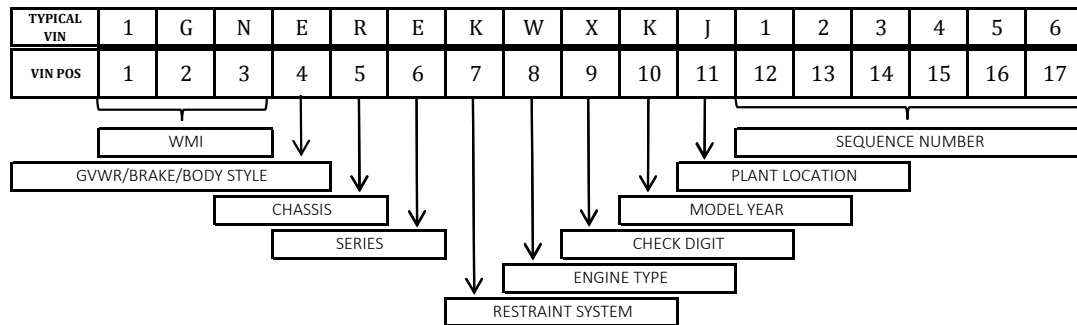 TYPICAL VIN 1 G N E R E K W X K J 1 2 3 4 5 6
VIN POS 1 2 3 4 5 6 7 8 9 10 11 12 13 14 15 16 17
WMI SEQUENCE NUMBER
GVWR/BRAKE/BODY STYLE PLANT LOCATION
CHASSIS MODEL YEAR
SERIES CHECK DIGIT
ENGINE TYPE
RESTRAINT SYSTEM